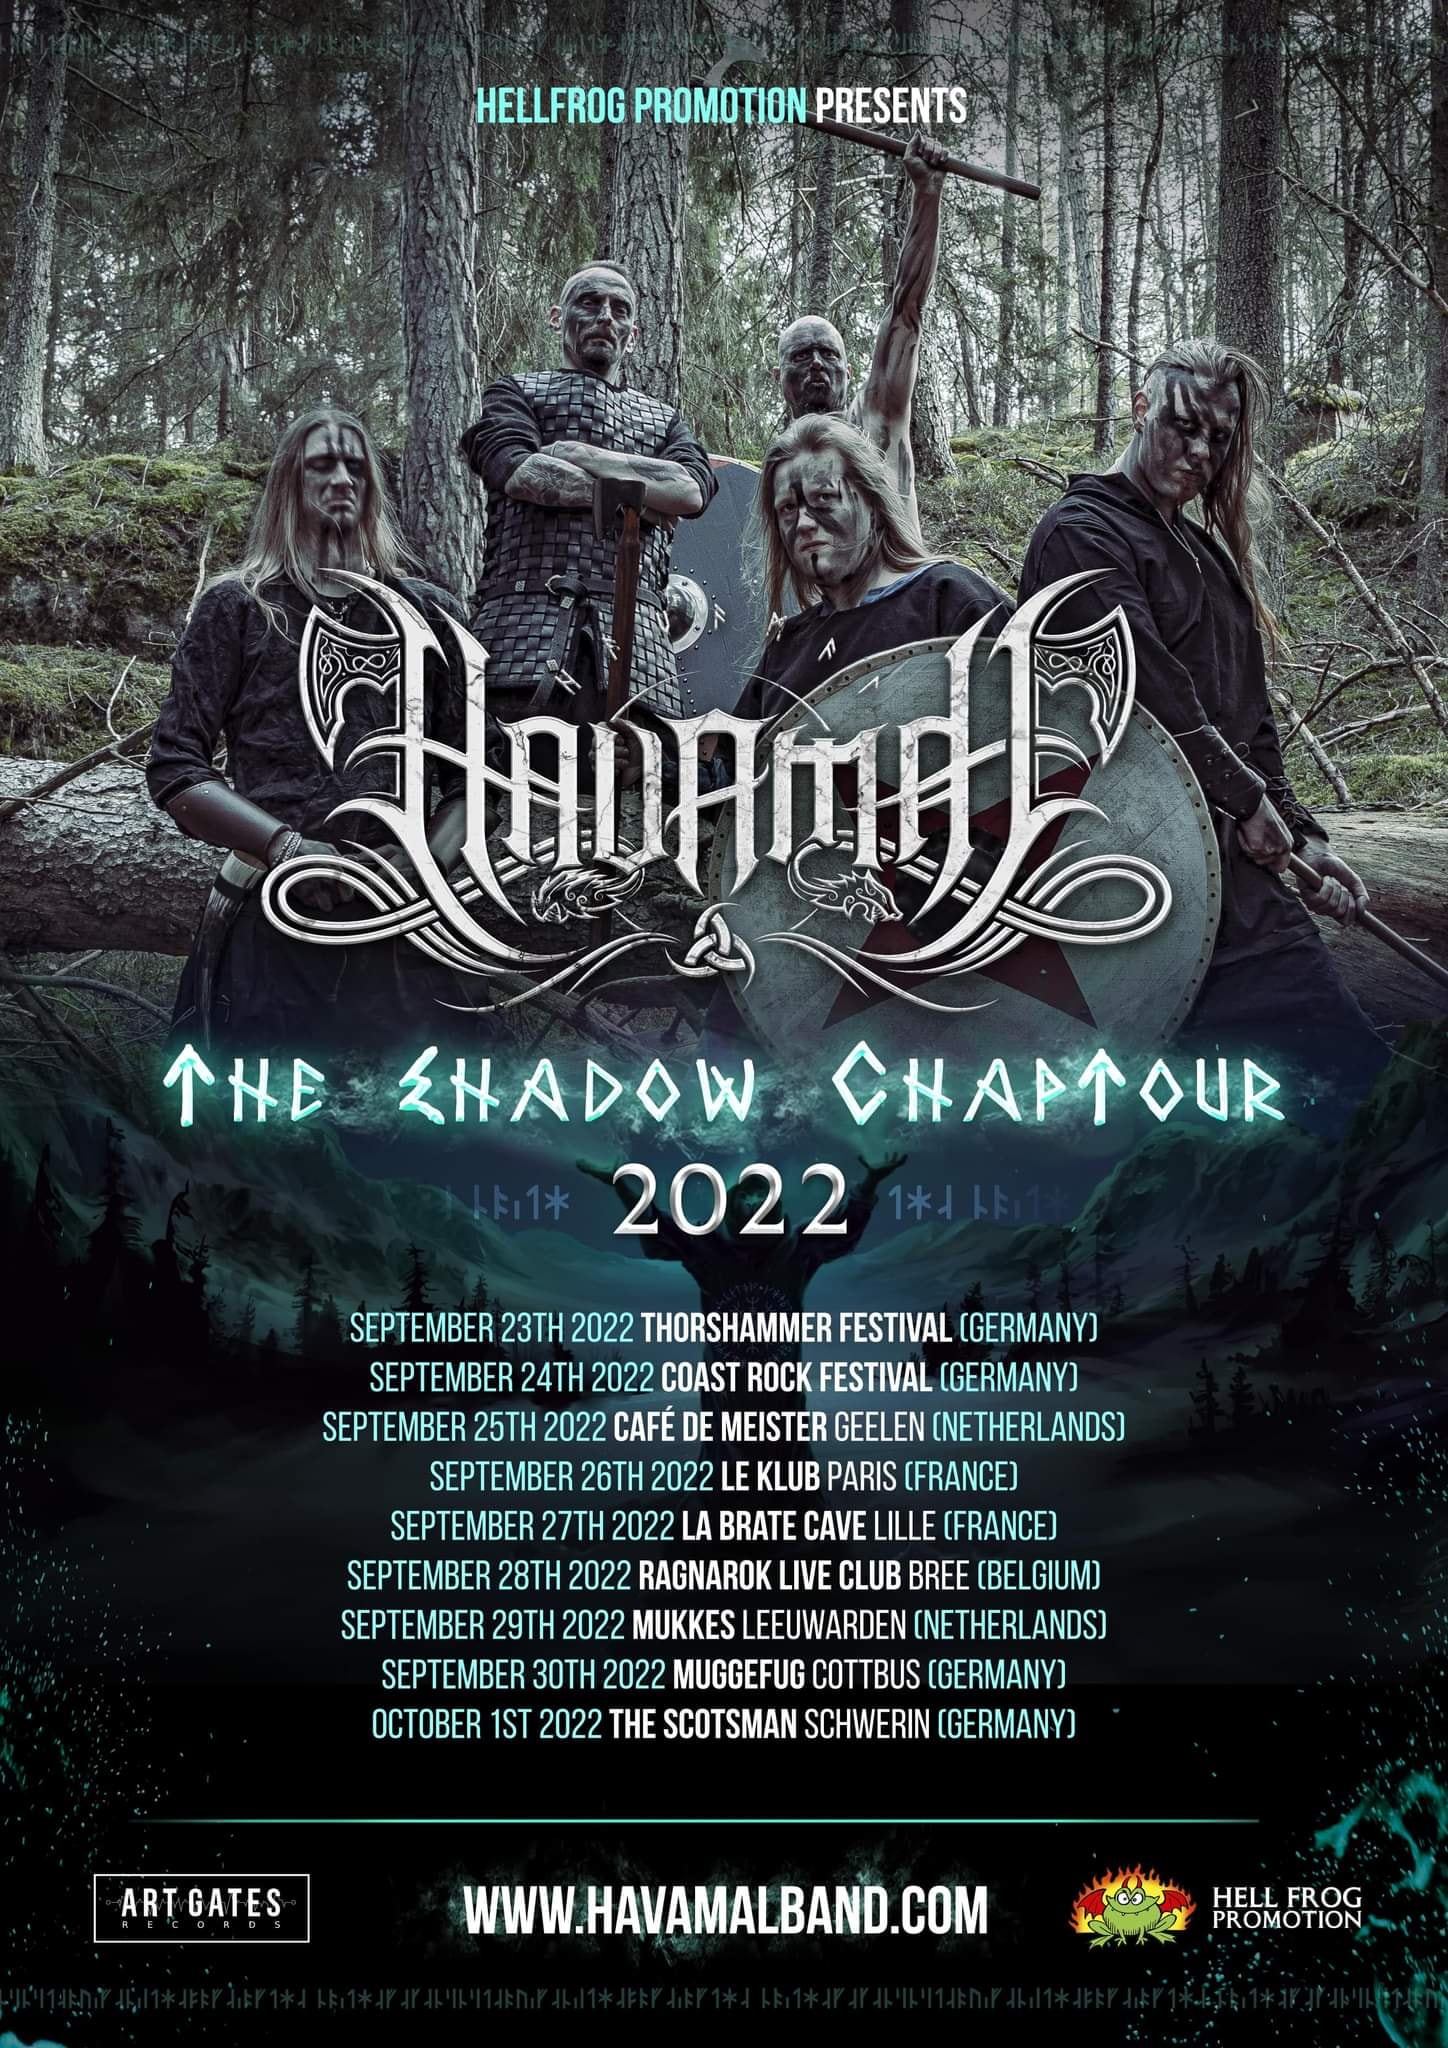 HELLFROG PROMOTION PRESENTS
HAVAMAL
THE SHADOW CHAPTOUR
2022
SEPTEMBER 23TH 2022 THORSHAMMER FESTIVAL (GERMANY)
SEPTEMBER 24TH 2022 COAST ROCK FESTIVAL (GERMANY)
SEPTEMBER 25TH 2022 CAFÉ DE MEISTER GEELEN (NETHERLANDS)
SEPTEMBER 26TH 2022 LE KLUB PARIS (FRANCE)
SEPTEMBER 27TH 2022 LA BRATE CAVE LILLE (FRANCE)
SEPTEMBER 28TH 2022 RAGNAROK LIVE CLUB BREE (BELGIUM)
SEPTEMBER 29TH 2022 MUKKES LEEUWARDEN (NETHERLANDS)
SEPTEMBER 30TH 2022 MUGGEFUG COTTBUS (GERMANY)
OCTOBER 1ST 2022 THE SCOTSMAN SCHWERIN (GERMANY)
ART GATES
RECORDS
WWW.HAVAMALBAND.COM
HELL FROG
PROMOTION